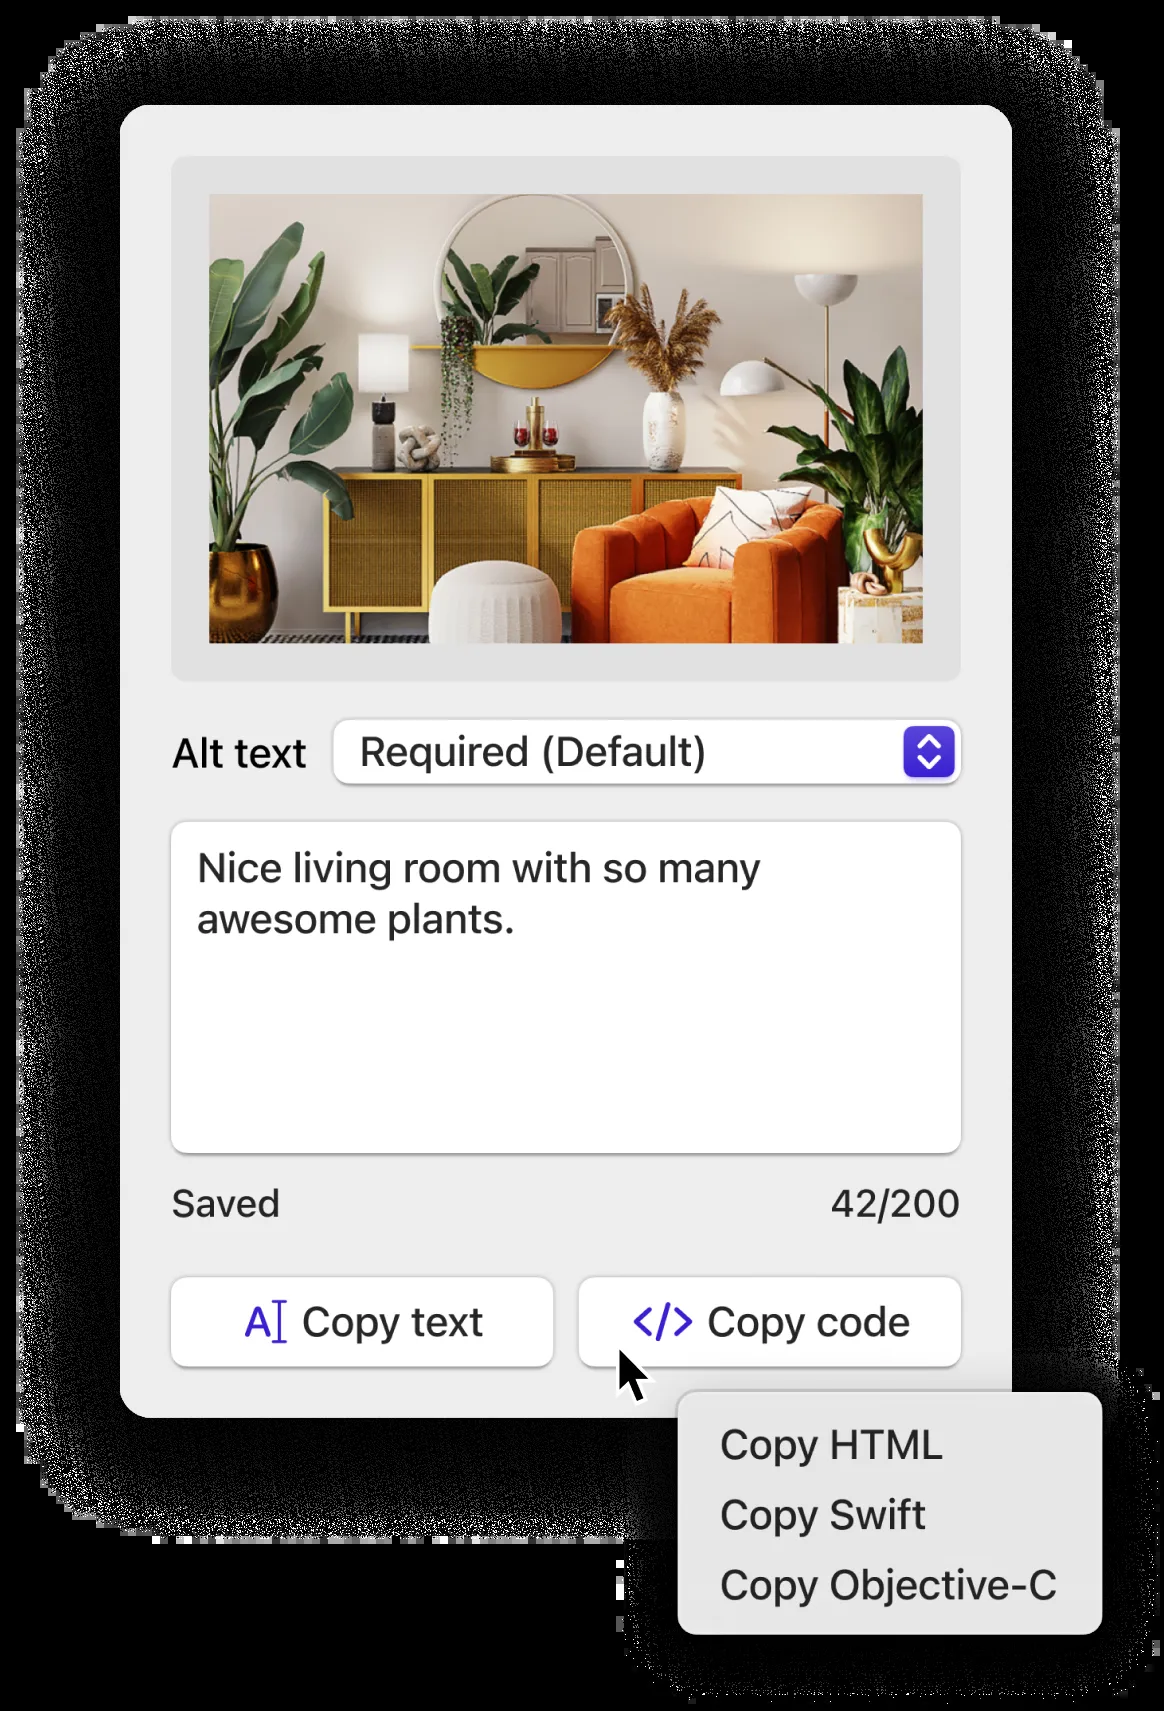 Alt text Required (Default)
Nice living room with so many
awesome plants.
Saved 42/200
Copy text Copy code
Copy HTML
Copy Swift
Copy Objective-C